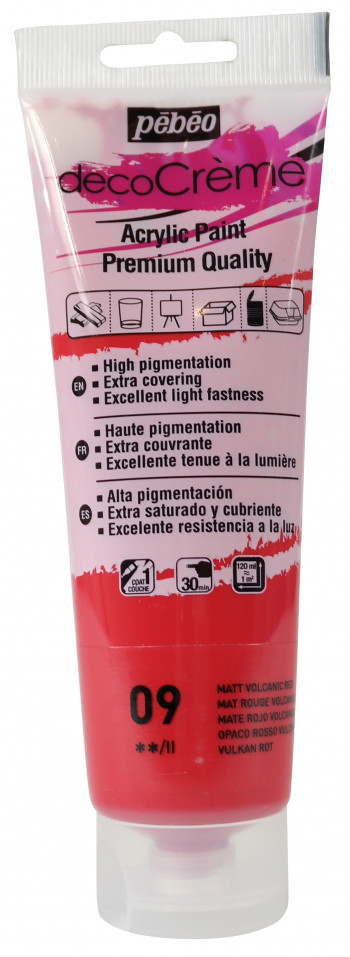 pēbēo
decoCrème
Acrylic Paint
Premium Quality
EN
▪ High pigmentation
▪ Extra covering
▪ Excellent light fastness
FR
▪ Haute pigmentation
▪ Extra couvrante
▪ Excellente tenue à la lumière
ES
▪ Alta pigmentación
▪ Extra saturado y cubriente
▪ Excelente resistencia a la luz
1
COAT
COUCHE
30min
120 ml
≈
1 m²
09
**/II
MATT VOLCANIC RED
MAT ROUGE
MATE ROJO
OPACO ROSSO
VULKAN ROT